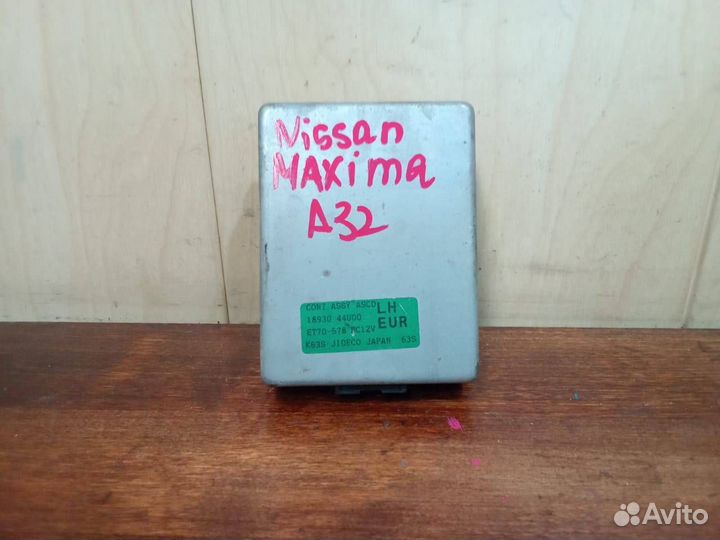 Nissan
MAXima
A32
CONT ASSY ASCD LH
18930 44U00
ET70-578 DC12V EUR
K63S JIDECO JAPAN 63S
Avito